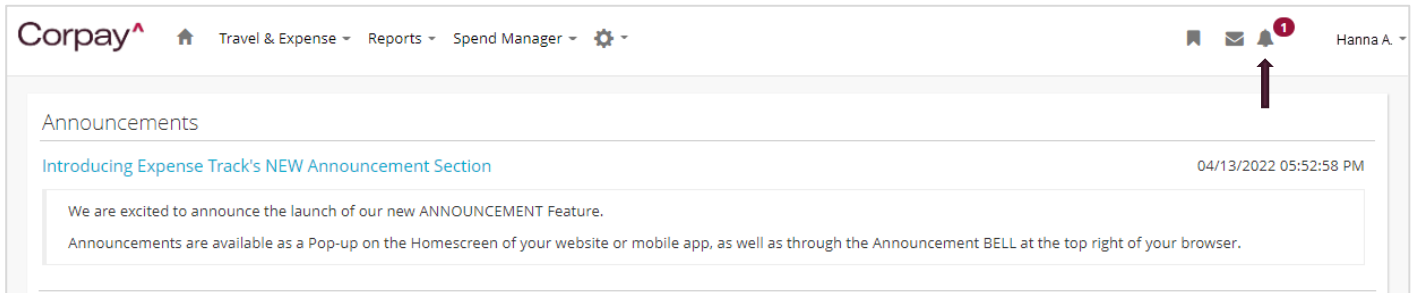 Corpay^ Travel & Expense Reports Spend Manager 1 Hanna A.
Announcements
Introducing Expense Track's NEW Announcement Section 04/13/2022 05:52:58 PM
We are excited to announce the launch of our new ANNOUNCEMENT Feature.
Announcements are available as a Pop-up on the Homescreen of your website or mobile app, as well as through the Announcement BELL at the top right of your browser.